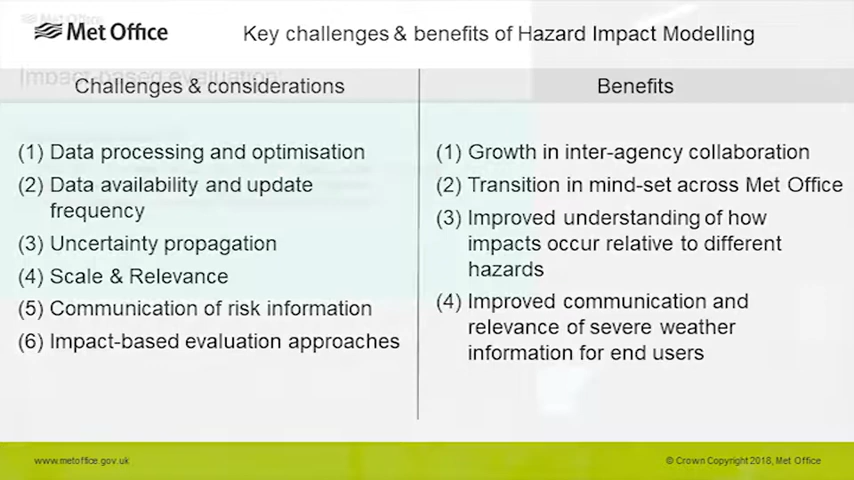 Met Office
Key challenges & benefits of Hazard Impact Modelling
Impact-based evaluation:
Challenges & considerations
Benefits
(1) Data processing and optimisation
(2) Data availability and update
frequency
(3) Uncertainty propagation
(4) Scale & Relevance
(5) Communication of risk information
(6) Impact-based evaluation approaches
(1) Growth in inter-agency collaboration
(2) Transition in mind-set across Met Office
(3) Improved understanding of how
impacts occur relative to different
hazards
(4) Improved communication and
relevance of severe weather
information for end users
www.metoffice.gov.uk
© Crown Copyright 2018, Met Office